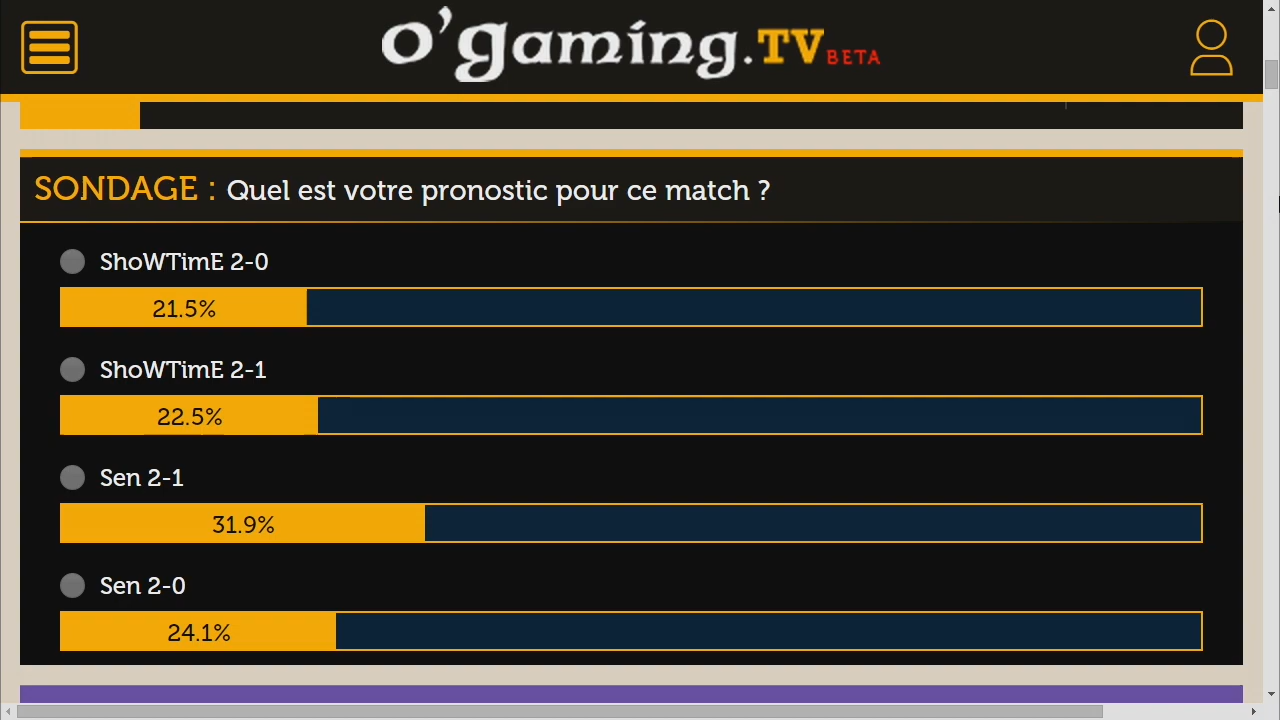 O'gaming.TV BETA
SONDAGE : Quel est votre pronostic pour ce match ?
ShoWTimE 2-0
21.5%
ShoWTimE 2-1
22.5%
Sen 2-1
31.9%
Sen 2-0
24.1%